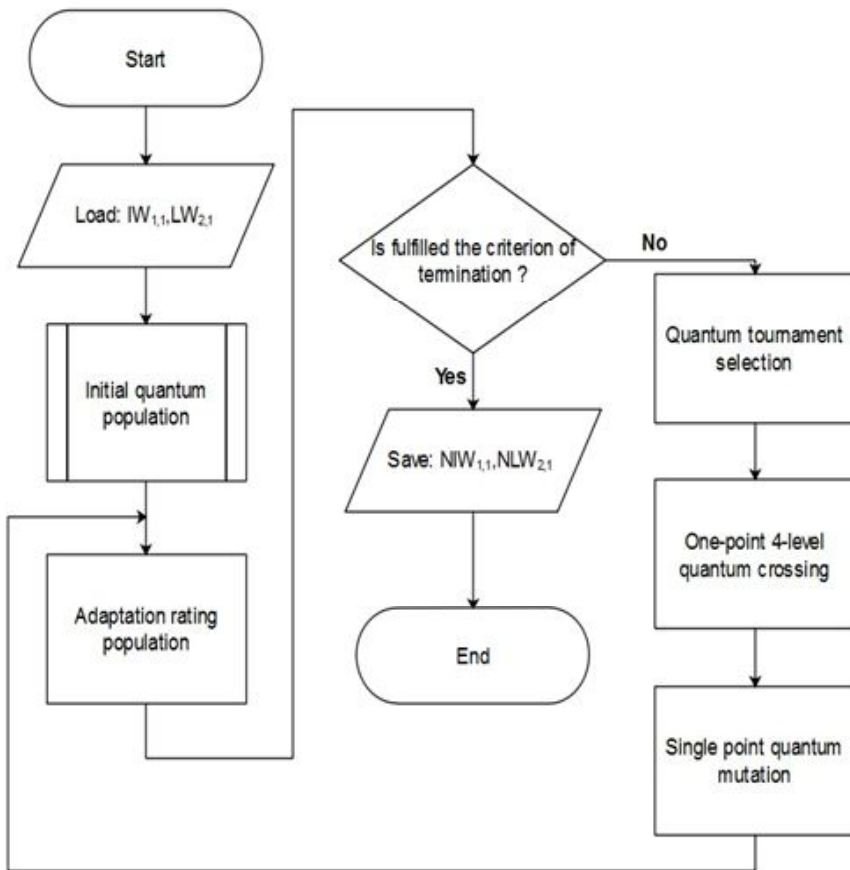 Start
Load: IW1,1,LW2,1
Initial quantum
population
Adaptation rating
population
Is fulfilled the criterion of
termination ?
No
Yes
Save: NIW1,1,NLW2,1
End
Quantum tournament
selection
One-point 4-level
quantum crossing
Single point quantum
mutation